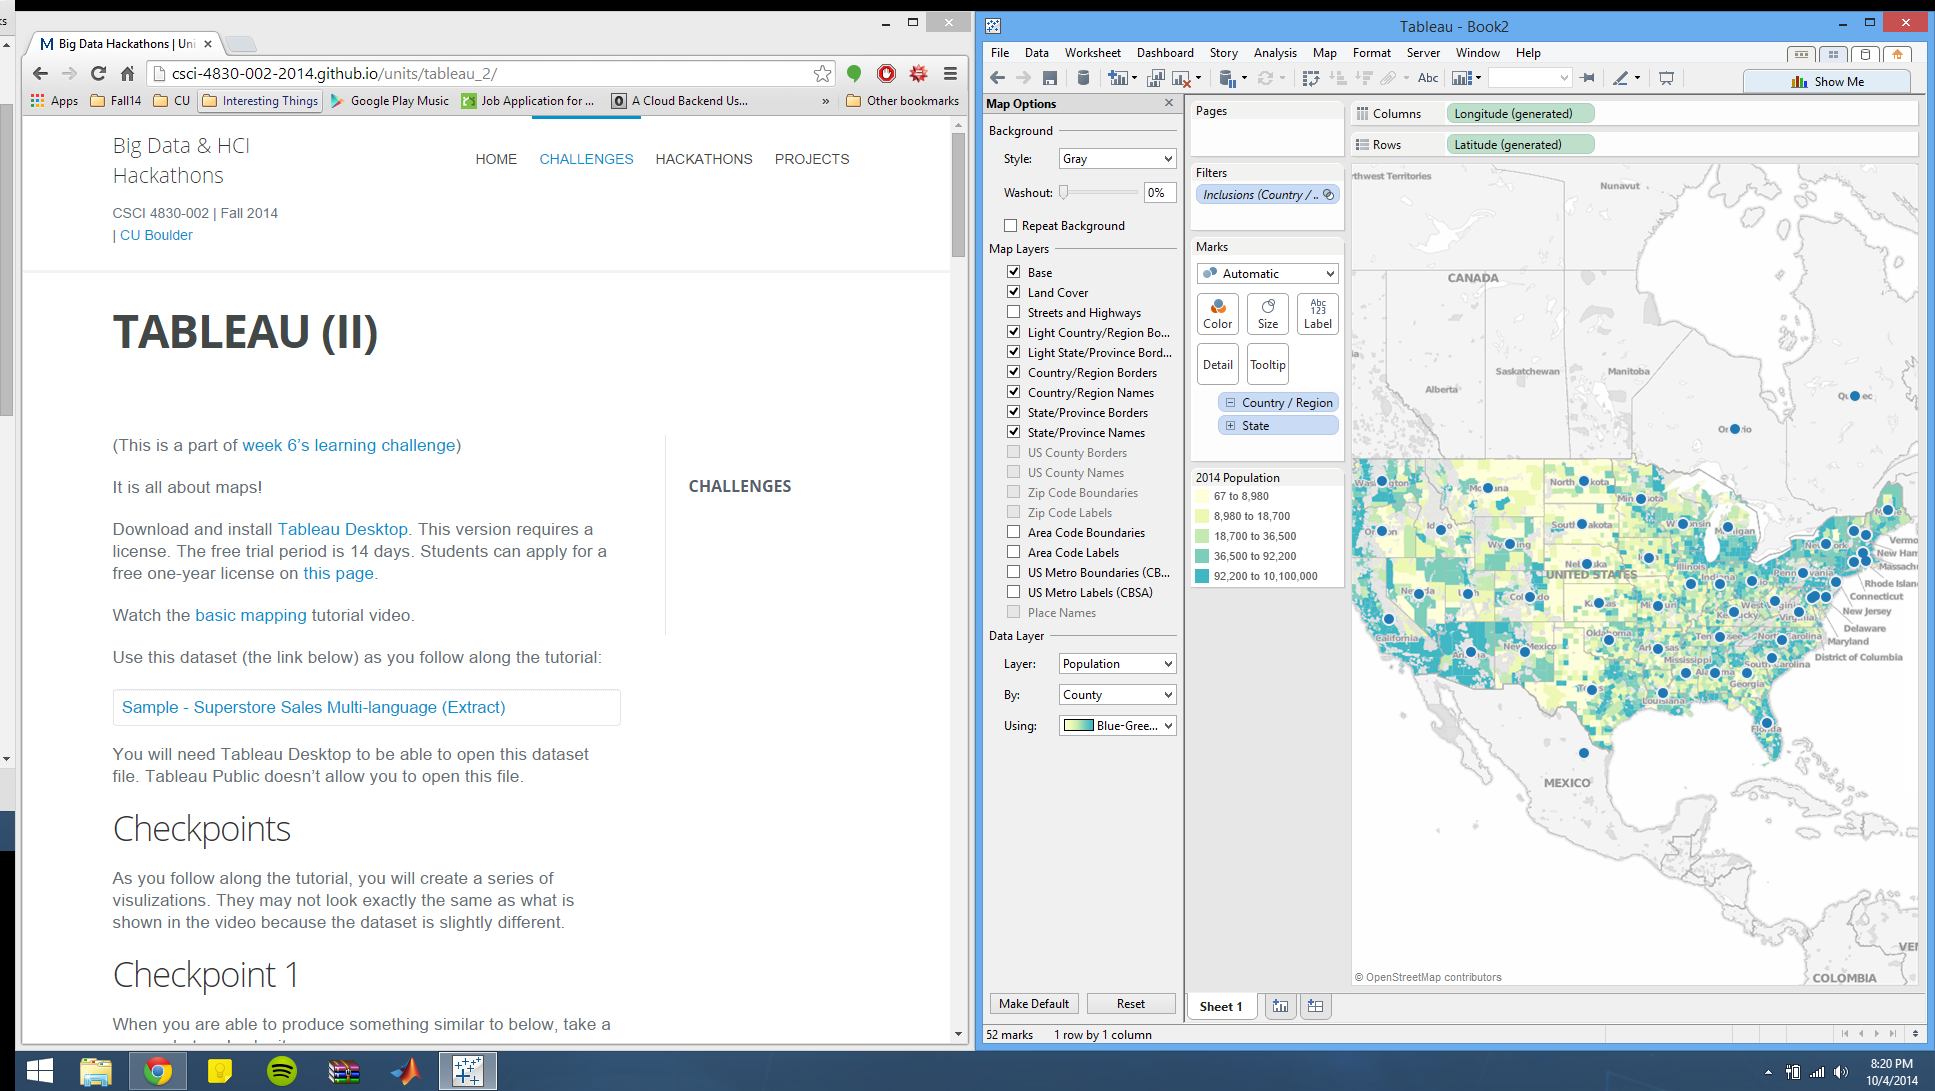 Big Data Hackathons | Uni
csci-4830-002-2014.github.io/units/tableau_2/
Apps Fall14 CU Interesting Things Google Play Music Job Application for ... A Cloud Backend Us... » Other bookmarks
Big Data & HCI
Hackathons
CSCI 4830-002 | Fall 2014
| CU Boulder
HOME CHALLENGES HACKATHONS PROJECTS
TABLEAU (II)
(This is a part of week 6’s learning challenge)
It is all about maps!
Download and install Tableau Desktop. This version requires a
license. The free trial period is 14 days. Students can apply for a
free one-year license on this page.
Watch the basic mapping tutorial video.
Use this dataset (the link below) as you follow along the tutorial:
Sample - Superstore Sales Multi-language (Extract)
You will need Tableau Desktop to be able to open this dataset
file. Tableau Public doesn’t allow you to open this file.
Checkpoints
As you follow along the tutorial, you will create a series of
visulizations. They may not look exactly the same as what is
shown in the video because the dataset is slightly different.
Checkpoint 1
When you are able to produce something similar to below, take a
CHALLENGES
Tableau - Book2
File Data Worksheet Dashboard Story Analysis Map Format Server Window Help
Abc
Show Me
Map Options
Background
Style: Gray
Washout: 0%
Repeat Background
Map Layers
Base
Land Cover
Streets and Highways
Light Country/Region Bo...
Light State/Province Bord...
Country/Region Borders
Country/Region Names
State/Province Borders
State/Province Names
US County Borders
US County Names
Zip Code Boundaries
Zip Code Labels
Area Code Boundaries
Area Code Labels
US Metro Boundaries (CB...
US Metro Labels (CBSA)
Place Names
Data Layer
Layer: Population
By: County
Using: Blue-Gree...
Make Default Reset
Pages
Filters
Inclusions (Country / ..
Marks
Automatic
Color Size Abc 123 Label
Detail Tooltip
Country / Region
State
2014 Population
67 to 8,980
8,980 to 18,700
18,700 to 36,500
36,500 to 92,200
92,200 to 10,100,000
Columns Longitude (generated)
Rows Latitude (generated)
Nunavut
CANADA
Alberta
Saskatchewan
Manitoba
UNITED STATES
Illinois
Mississippi
Georgia
Louisiana
California
Massach
Rhode Island
Connecticut
New Jersey
Delaware
Maryland
District of Columbia
MEXICO
COLOMBIA
© OpenStreetMap contributors
Sheet 1
52 marks 1 row by 1 column
8:20 PM
10/4/2014